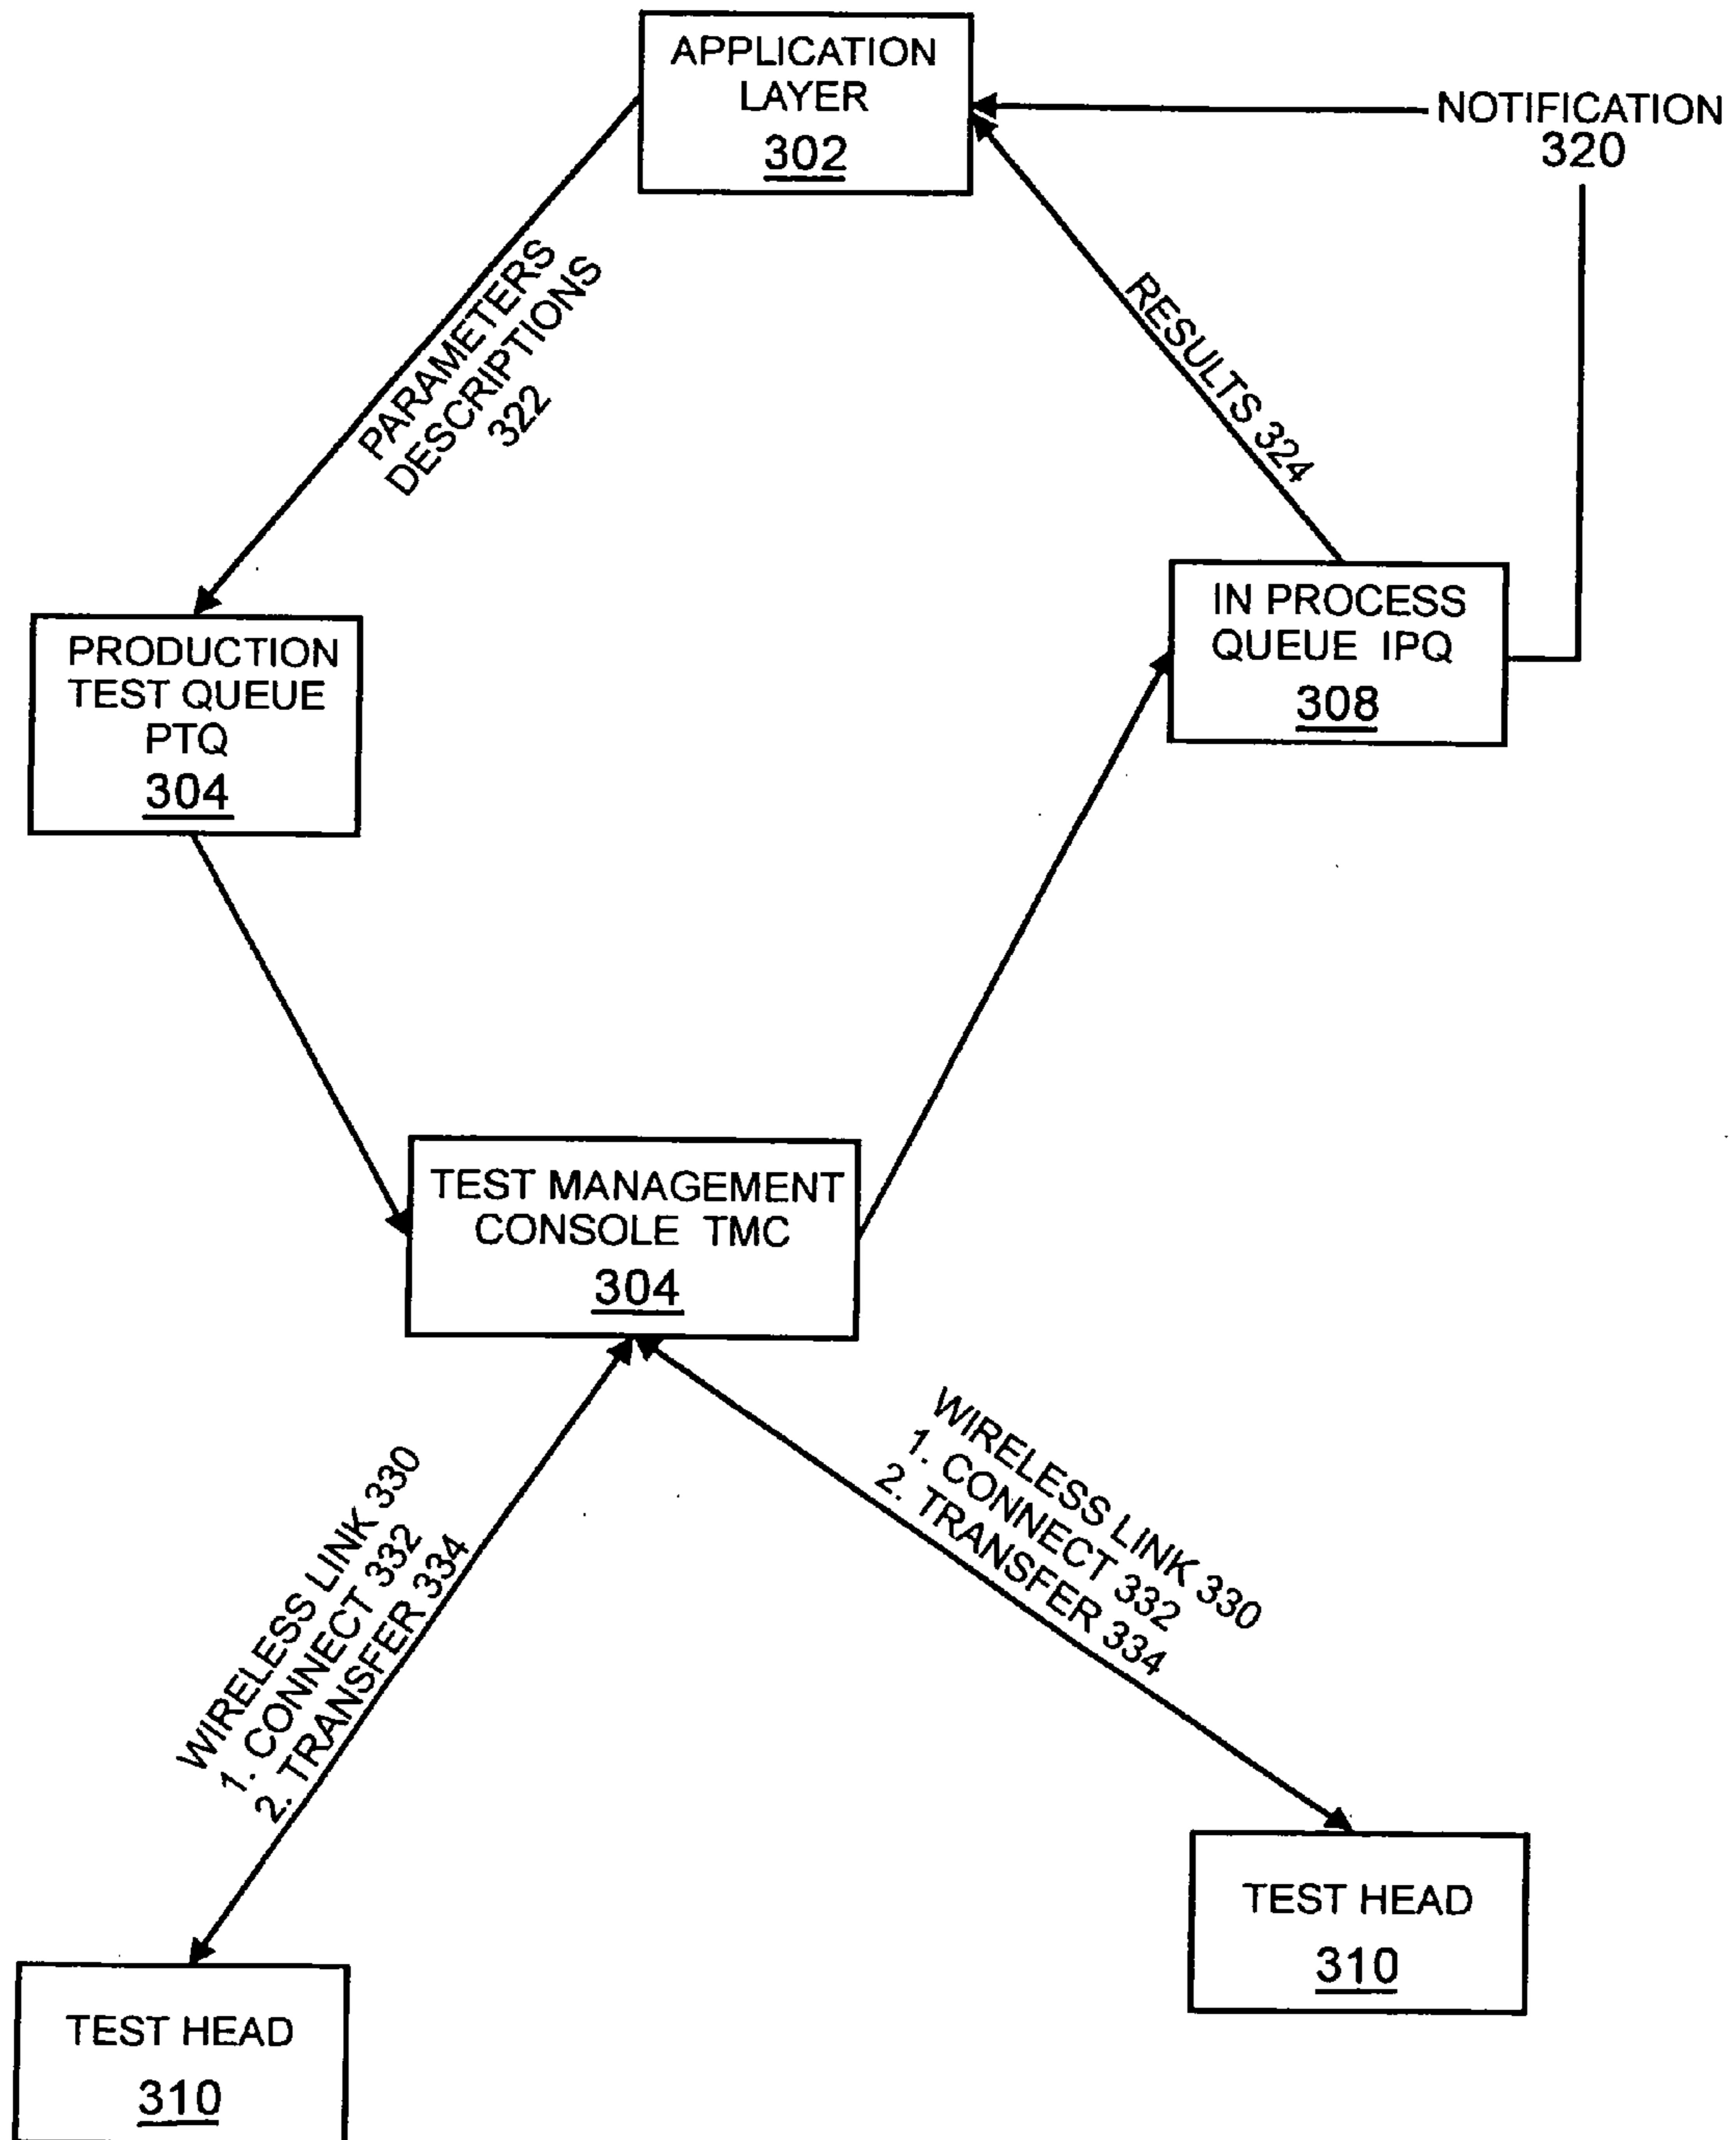 APPLICATION
LAYER
302
NOTIFICATION
320
PARAMETERS
DESCRIPTIONS
322
RESULTS 324
PRODUCTION
TEST QUEUE
PTQ
304
IN PROCESS
QUEUE IPQ
308
TEST MANAGEMENT
CONSOLE TMC
304
WIRELESS LINK 330
1. CONNECT 332
2. TRANSFER 334
WIRELESS LINK 330
1. CONNECT 332
2. TRANSFER 334
TEST HEAD
310
TEST HEAD
310